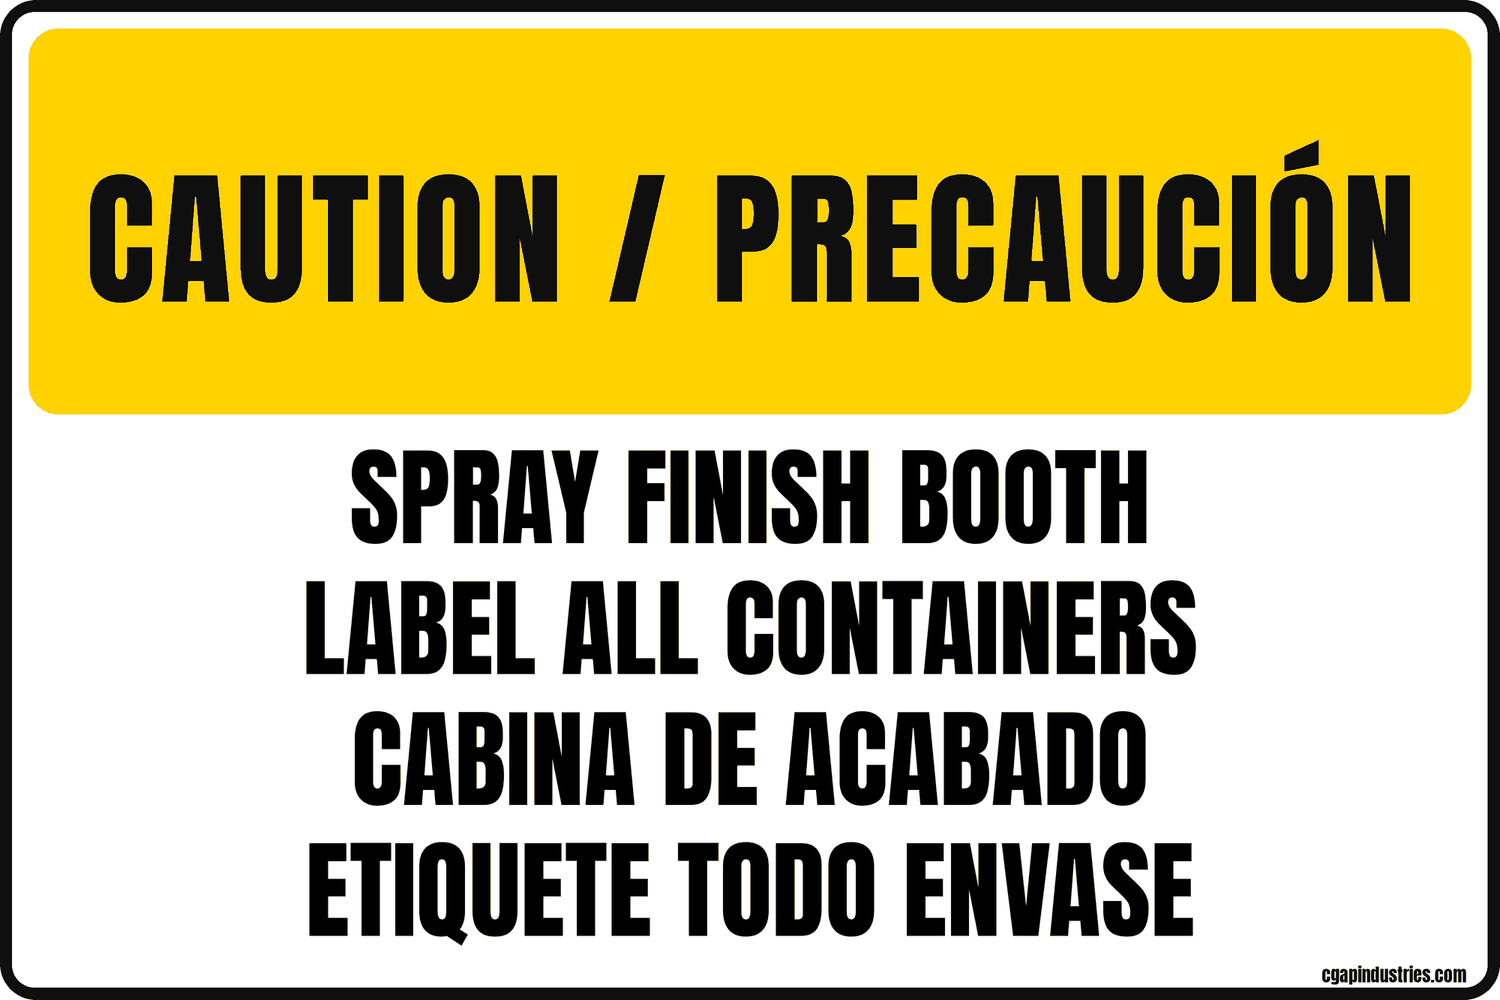 CAUTION / PRECAUCIÓN
SPRAY FINISH BOOTH
LABEL ALL CONTAINERS
CABINA DE ACABADO
ETIQUETE TODO ENVASE
cgapindustries.com